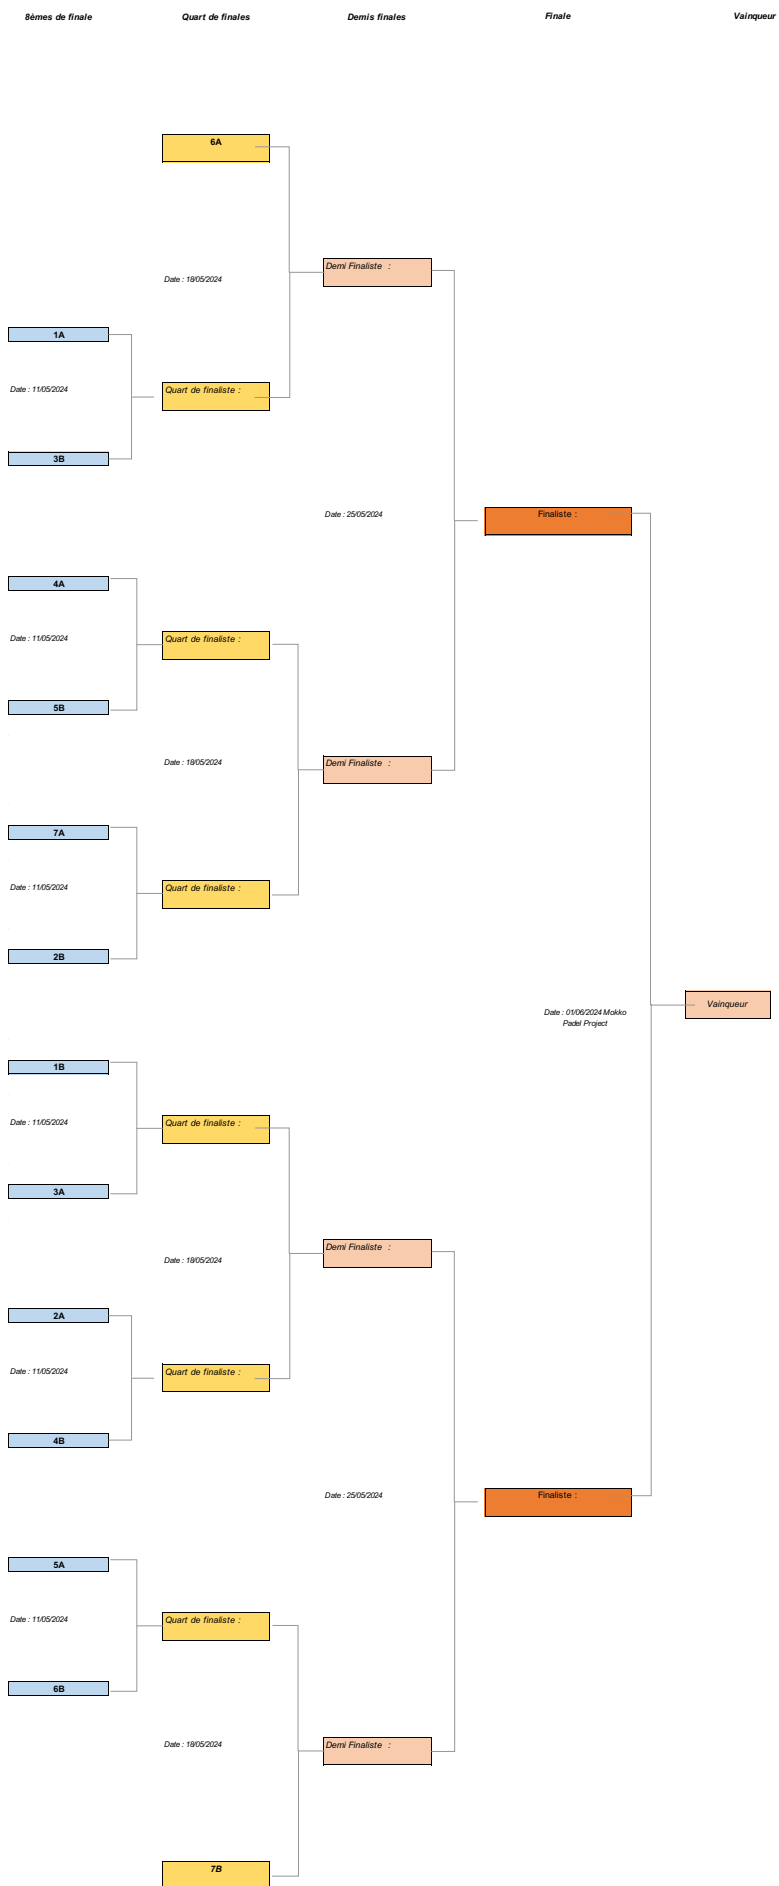 8èmes de finale
Quart de finales
Demis finales
Finale
Vainqueur
6A
Demi Finaliste :
Date : 18/05/2024
1A
Date : 11/05/2024
Quart de finaliste :
3B
Date : 25/05/2024
Finaliste :
4A
Date : 11/05/2024
Quart de finaliste :
5B
Date : 18/05/2024
Demi Finaliste :
7A
Date : 11/05/2024
Quart de finaliste :
2B
Vainqueur
Date : 01/06/2024 Mokko
Padel Project
1B
Date : 11/05/2024
Quart de finaliste :
3A
Demi Finaliste :
Date : 18/05/2024
2A
Date : 11/05/2024
Quart de finaliste :
4B
Date : 25/05/2024
Finaliste :
5A
Date : 11/05/2024
Quart de finaliste :
6B
Date : 18/05/2024
Demi Finaliste :
7B